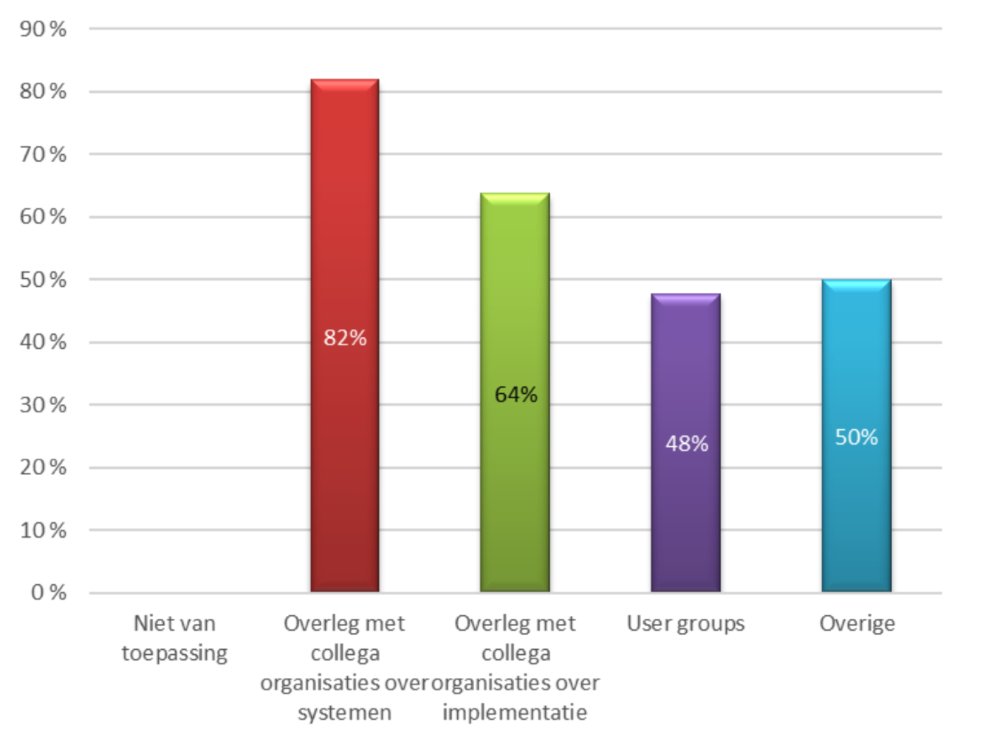 90%
80%
70%
60%
50%
40%
30%
20%
10%
0%
82%
64%
48%
50%
Niet van
toepassing
Overleg met
collega
organisaties over
systemen
Overleg met
collega
organisaties over
implementatie
User groups
Overige